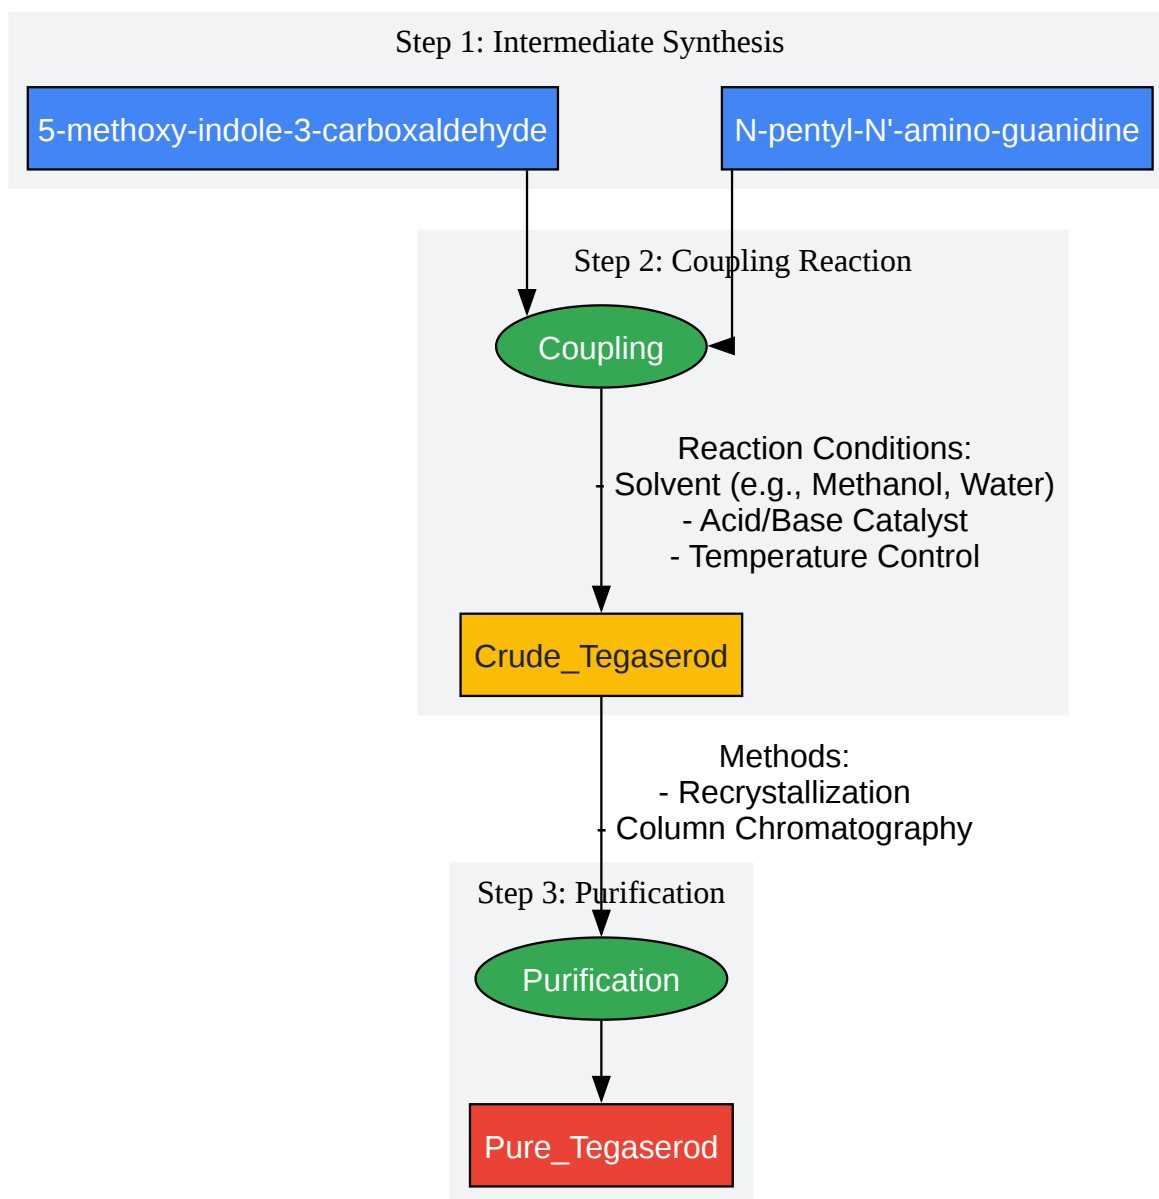 Step 1: Intermediate Synthesis
5-methoxy-indole-3-carboxaldehyde
N-pentyl-N'-amino-guanidine
Step 2: Coupling Reaction
Coupling
Reaction Conditions:
- Solvent (e.g., Methanol, Water)
- Acid/Base Catalyst
- Temperature Control
Crude_Tegaserod
Methods:
- Recrystallization
- Column Chromatography
Step 3: Purification
Purification
Pure_Tegaserod